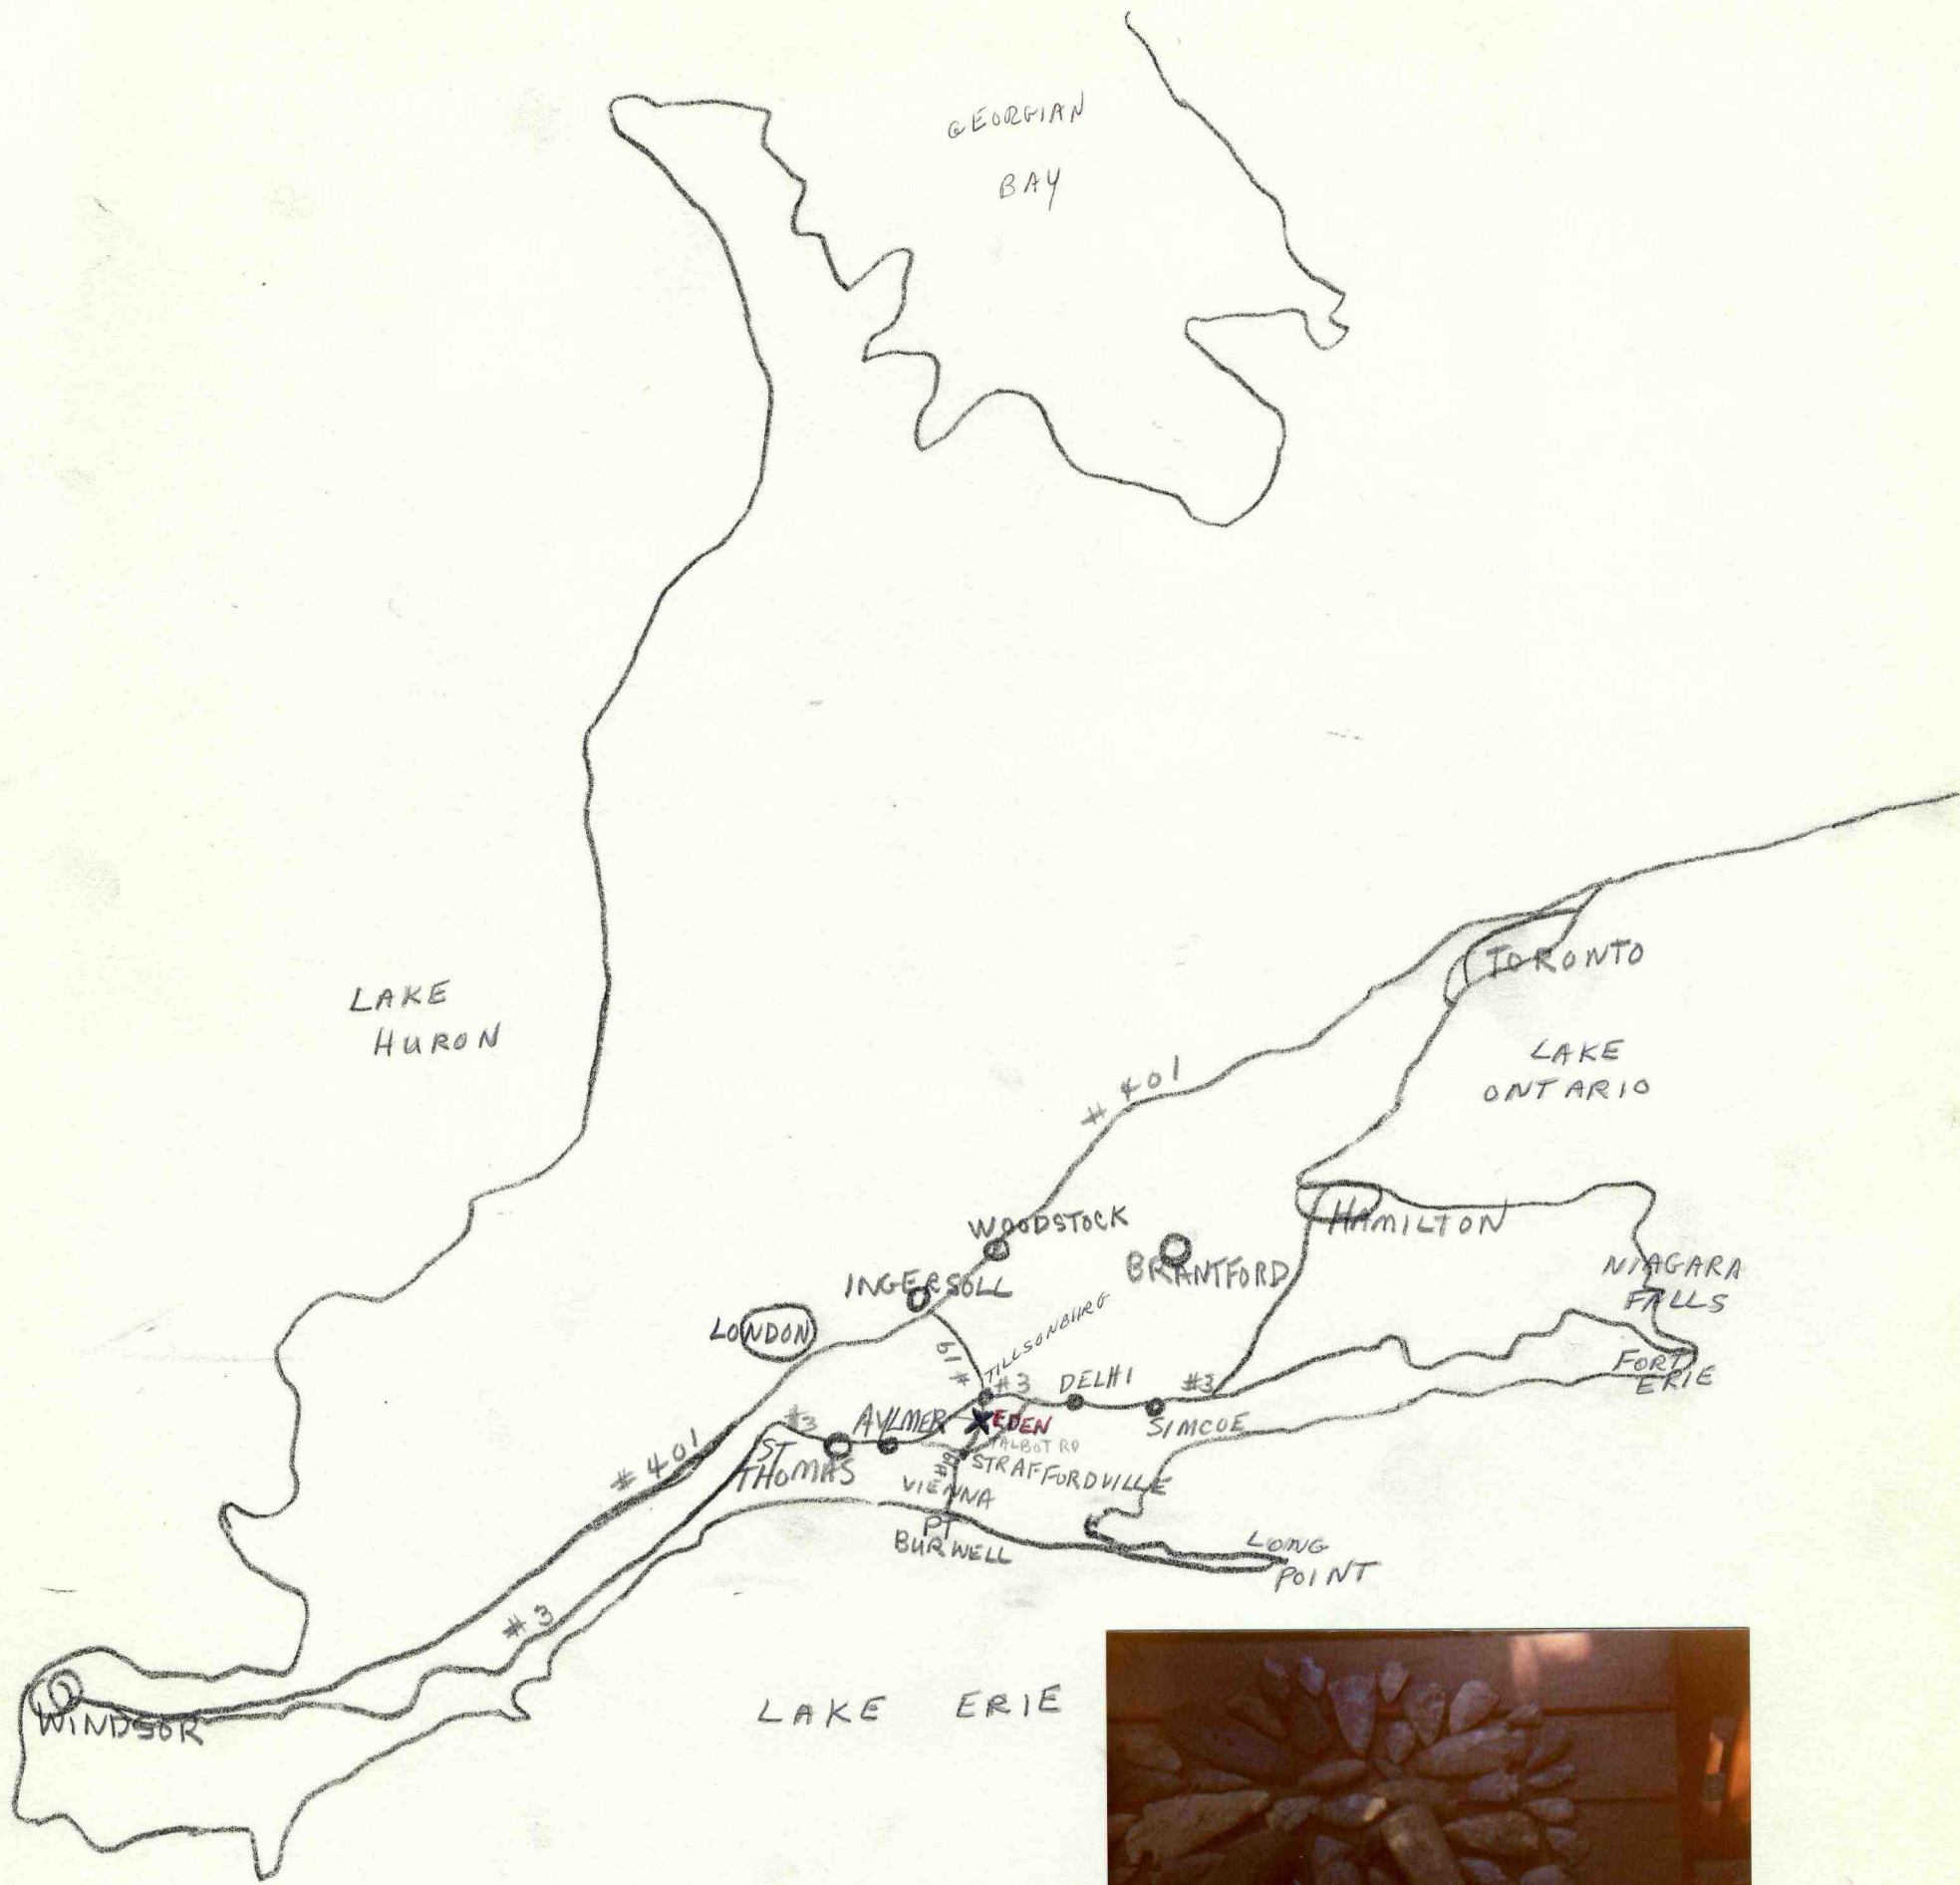 GEORGIAN
BAY
LAKE
HURON
TORONTO
LAKE
ONTARIO
# 401
WOODSTOCK
HAMILTON
BRANTFORD
NIAGARA
FALLS
INGERSOLL
LONDON
TILLSONBURG
# 19
#3
DELHI
#3
FORT
ERIE
#3
AYLMER
EDEN
SIMCOE
TALBOT RD
ST
THOMAS
#19
STRAFFORDVILLE
# 401
VIENNA
PT
BURWELL
LONG
POINT
#3
WINDSOR
LAKE ERIE